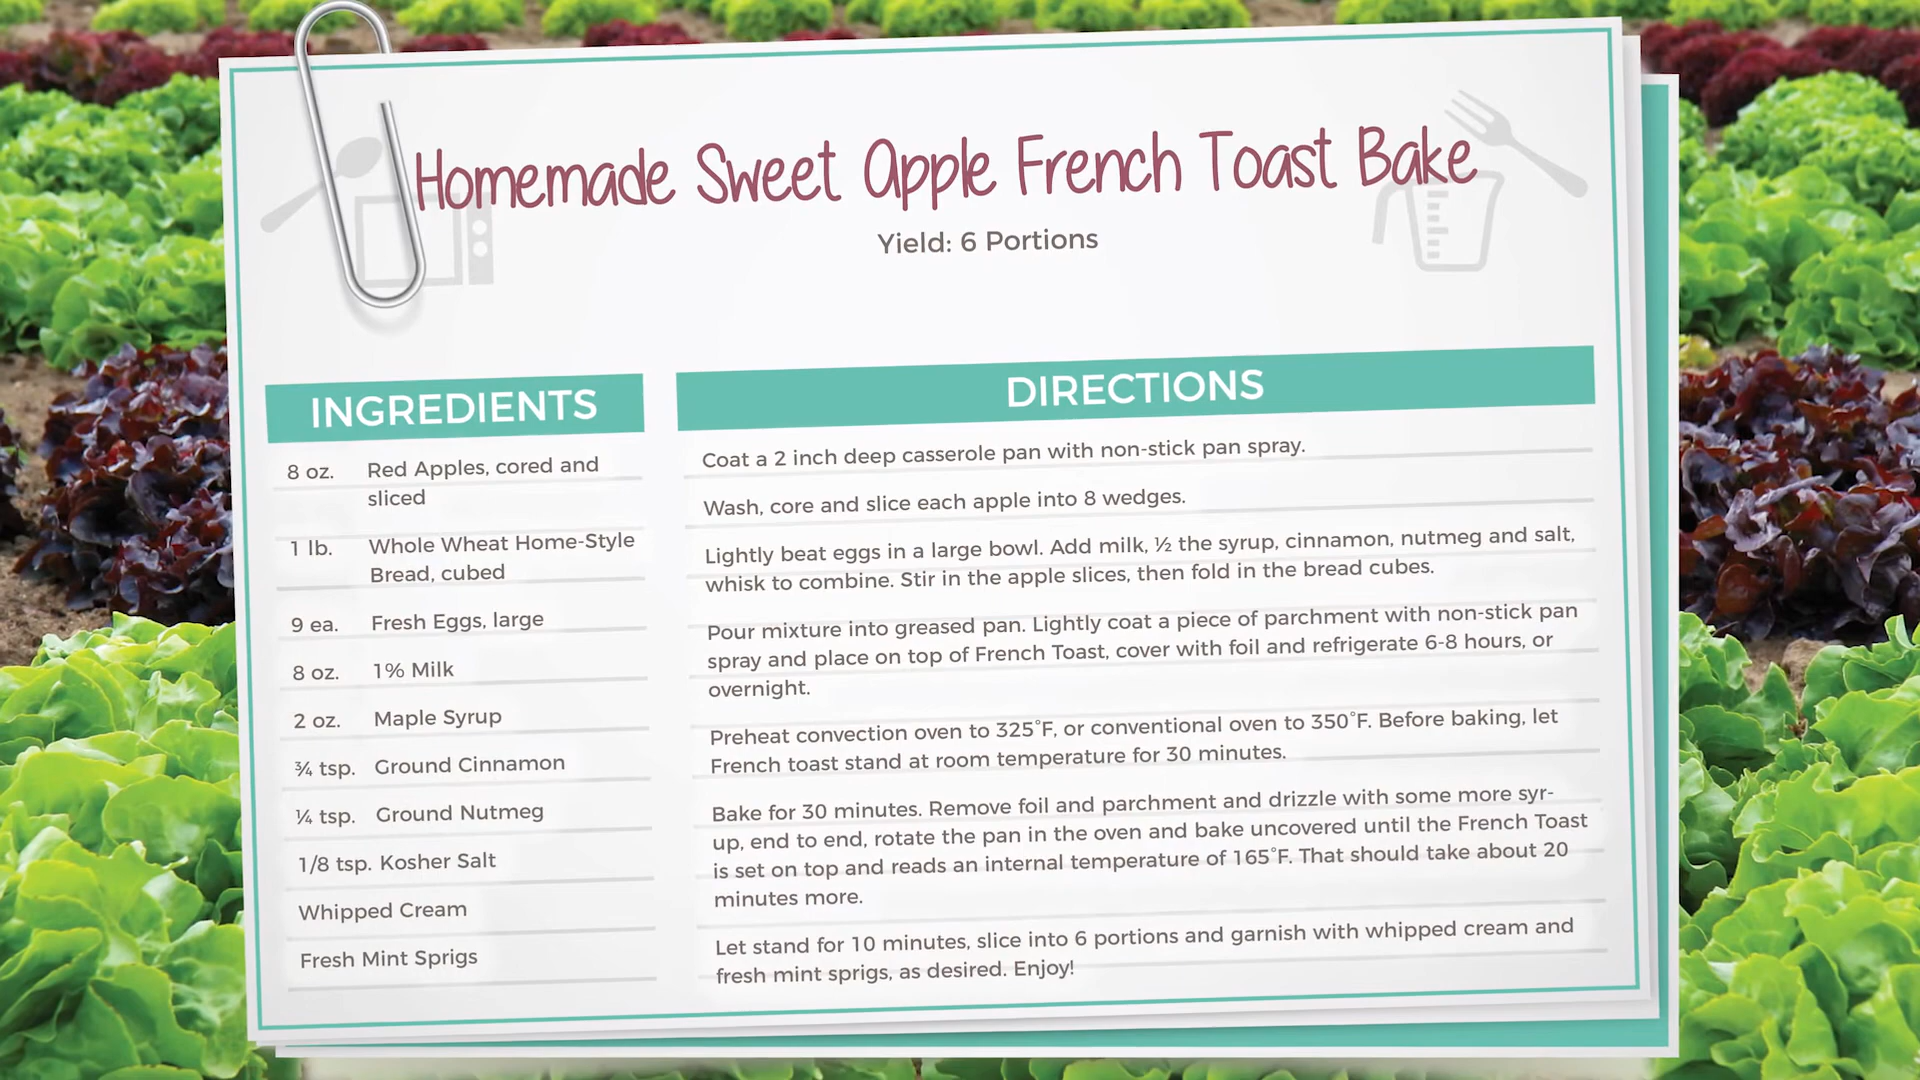 Homemade Sweet Apple French Toast Bake
Yield: 6 Portions
INGREDIENTS
8 oz. Red Apples, cored and
sliced
1 lb. Whole Wheat Home-Style
Bread, cubed
9 ea. Fresh Eggs, large
8 oz. 1% Milk
2 oz. Maple Syrup
¾ tsp. Ground Cinnamon
¼ tsp. Ground Nutmeg
1/8 tsp. Kosher Salt
Whipped Cream
Fresh Mint Sprigs
DIRECTIONS
Coat a 2 inch deep casserole pan with non-stick pan spray.
Wash, core and slice each apple into 8 wedges.
Lightly beat eggs in a large bowl. Add milk, ½ the syrup, cinnamon, nutmeg and salt,
whisk to combine. Stir in the apple slices, then fold in the bread cubes.
Pour mixture into greased pan. Lightly coat a piece of parchment with non-stick pan
spray and place on top of French Toast, cover with foil and refrigerate 6-8 hours, or
overnight.
Preheat convection oven to 325°F, or conventional oven to 350°F. Before baking, let
French toast stand at room temperature for 30 minutes.
Bake for 30 minutes. Remove foil and parchment and drizzle with some more syr-
up, end to end, rotate the pan in the oven and bake uncovered until the French Toast
is set on top and reads an internal temperature of 165°F. That should take about 20
minutes more.
Let stand for 10 minutes, slice into 6 portions and garnish with whipped cream and
fresh mint sprigs, as desired. Enjoy!